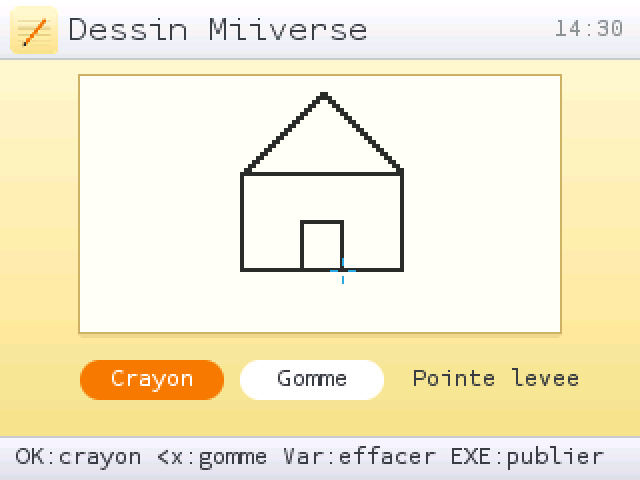 Dessin Miiverse
14:30
Crayon
Gomme
Pointe levee
OK:crayon <x:gomme Var:effacer EXE:publier